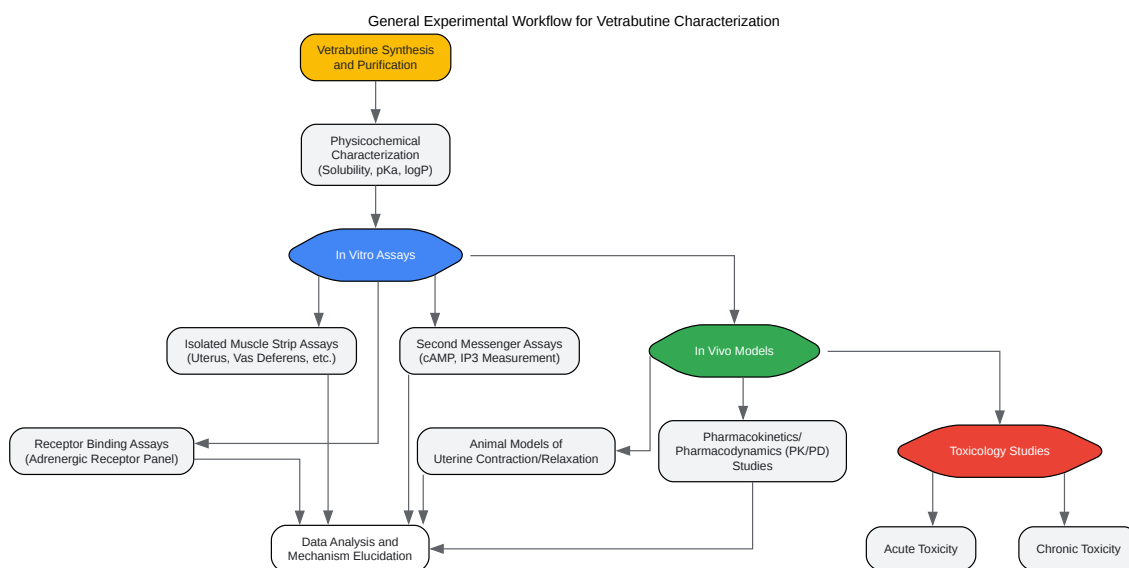 General Experimental Workflow for Vetrabutine Characterization
Vetrabutine Synthesis
and Purification
Physicochemical
Characterization
(Solubility, pKa, logP)
In Vitro Assays
Isolated Muscle Strip Assays
(Uterus, Vas Deferens, etc.)
Second Messenger Assays
(cAMP, IP3 Measurement)
In Vivo Models
Receptor Binding Assays
(Adrenergic Receptor Panel)
Animal Models of
Uterine Contraction/Relaxation
Pharmacokinetics/
Pharmacodynamics (PK/PD)
Studies
Toxicology Studies
Data Analysis and
Mechanism Elucidation
Acute Toxicity
Chronic Toxicity